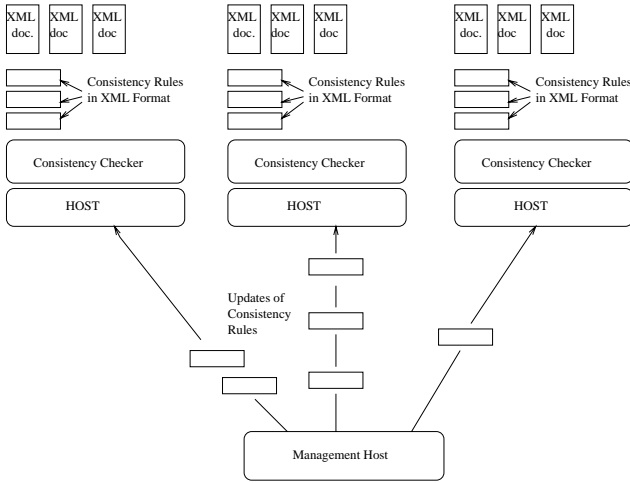 XML doc. XML doc XML doc
XML doc. XML doc XML doc
XML doc. XML doc XML doc
Consistency Rules
in XML Format
Consistency Rules
in XML Format
Consistency Rules
in XML Format
Consistency Checker
Consistency Checker
Consistency Checker
HOST
HOST
HOST
Updates of
Consistency
Rules
Management Host